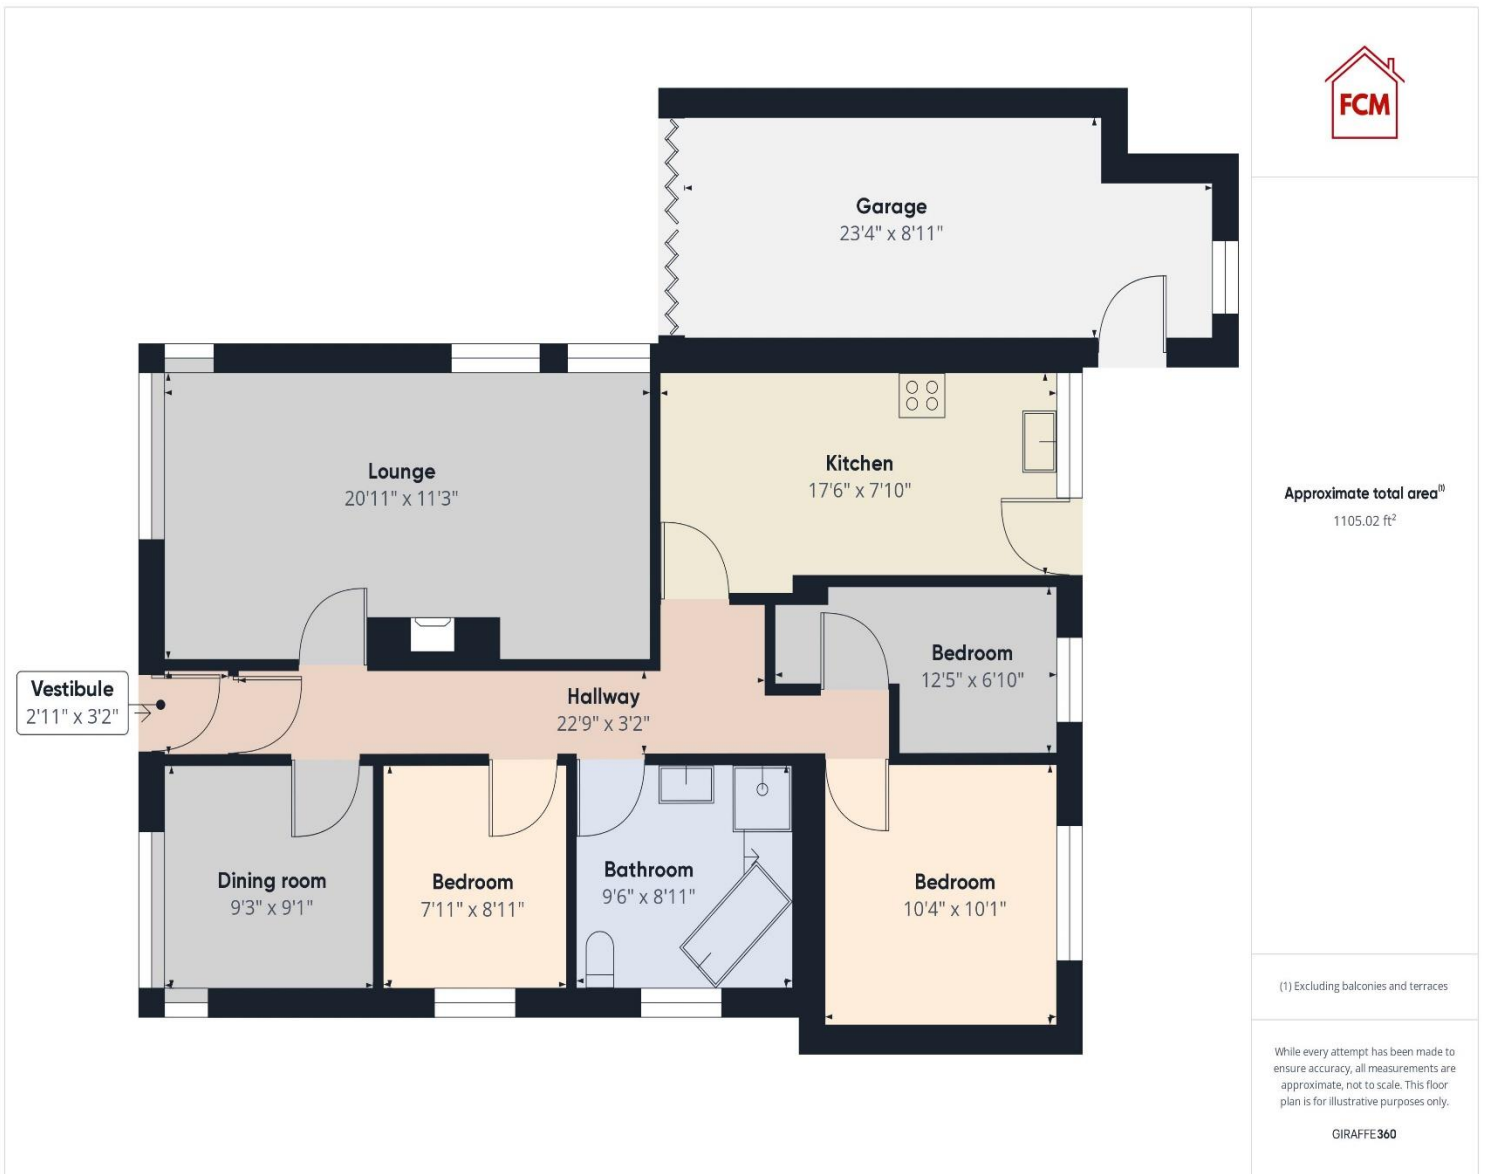 FCM
Garage
23'4" x 8'11"
Lounge
20'11" x 11'3"
Kitchen
17'6" x 7'10"
Bedroom
12'5" x 6'10"
Vestibule
2'11" x 3'2"
Hallway
22'9" x 3'2"
Dining room
9'3" x 9'1"
Bedroom
7'11" x 8'11"
Bathroom
9'6" x 8'11"
Bedroom
10'4" x 10'1"
Approximate total area⁽¹⁾
1105.02 ft²
(1) Excluding balconies and terraces
While every attempt has been made to
ensure accuracy, all measurements are
approximate, not to scale. This floor
plan is for illustrative purposes only.
GIRAFFE360